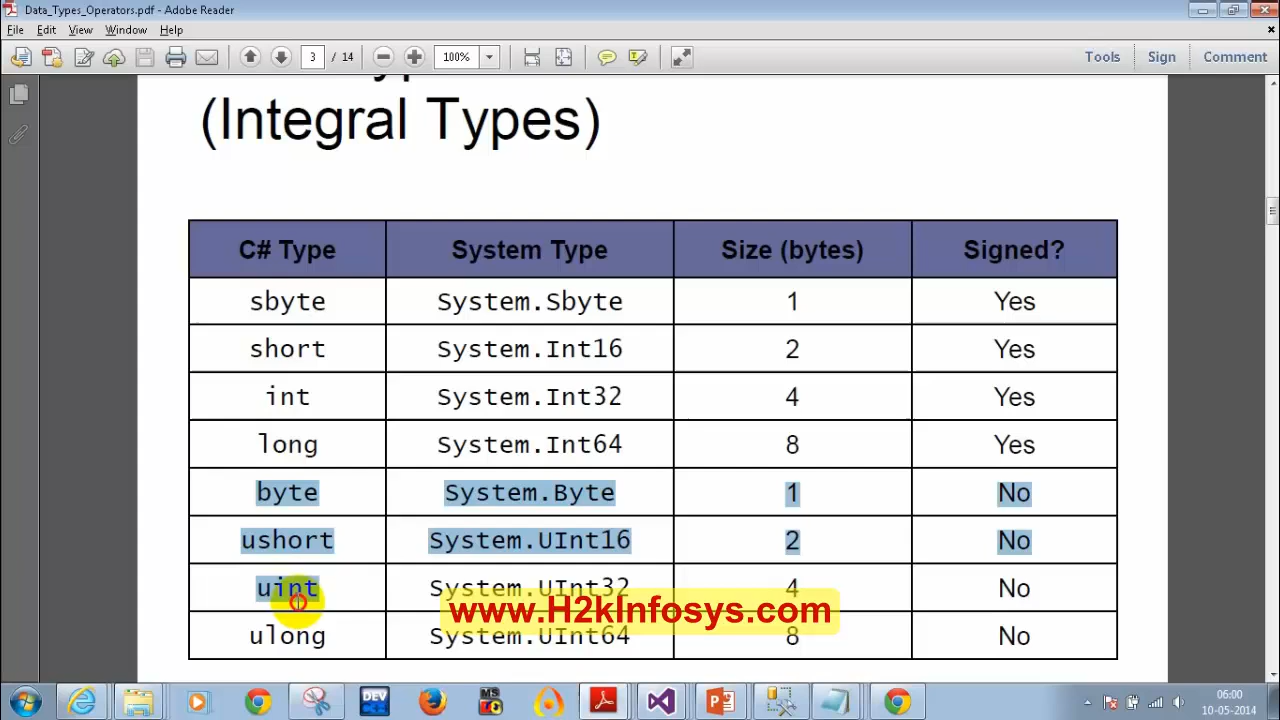 Data_Types_Operators.pdf - Adobe Reader
File Edit View Window Help
3 / 14 100% Tools Sign Comment
(Integral Types)
C# Type System Type Size (bytes) Signed?
sbyte System.Sbyte 1 Yes
short System.Int16 2 Yes
int System.Int32 4 Yes
long System.Int64 8 Yes
byte System.Byte 1 No
ushort System.UInt16 2 No
uint System.UInt32 4 No
www.H2kInfosys.com
ulong System.UInt64 8 No
DEV MS
06:00
10-05-2014